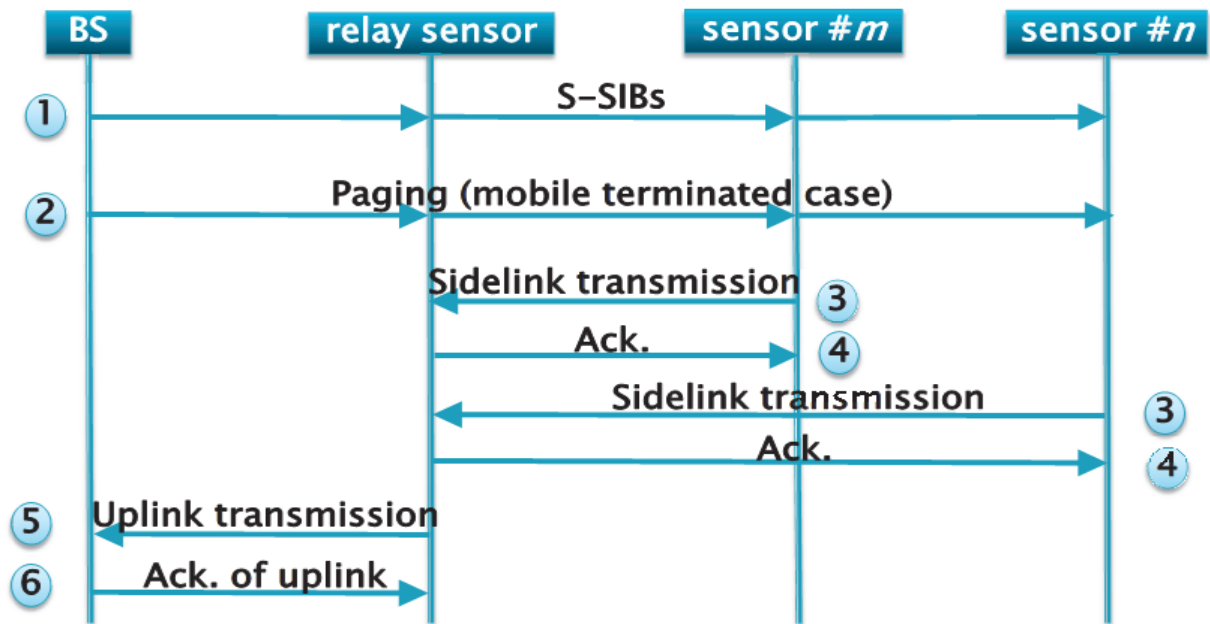 BS
relay sensor
sensor #m
sensor #n
S-SIBs
1
Paging (mobile terminated case)
2
Sidelink transmission
3
Ack.
4
Sidelink transmission
3
Ack.
4
Uplink transmission
5
Ack. of uplink
6